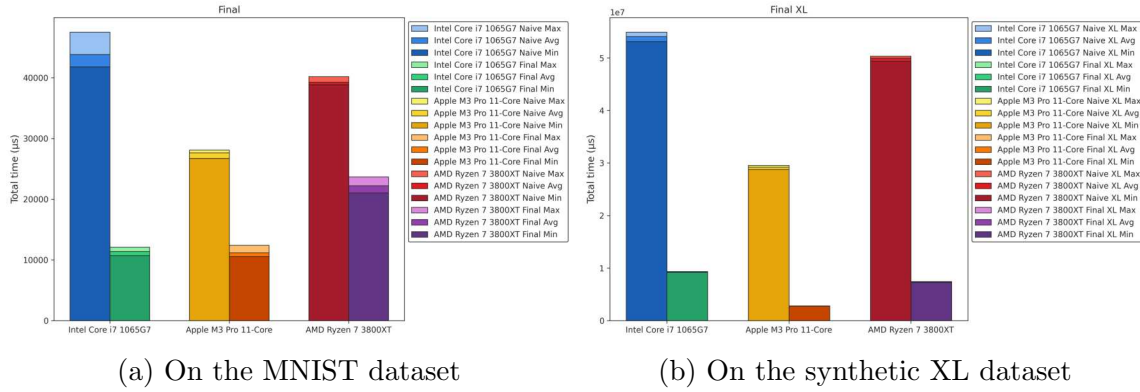 Final
Total time (µs)
40000
30000
20000
10000
0
Intel Core i7 1065G7
Apple M3 Pro 11-Core
AMD Ryzen 7 3800XT
Intel Core i7 1065G7 Naive Max
Intel Core i7 1065G7 Naive Avg
Intel Core i7 1065G7 Naive Min
Intel Core i7 1065G7 Final Max
Intel Core i7 1065G7 Final Avg
Intel Core i7 1065G7 Final Min
Apple M3 Pro 11-Core Naive Max
Apple M3 Pro 11-Core Naive Avg
Apple M3 Pro 11-Core Naive Min
Apple M3 Pro 11-Core Final Max
Apple M3 Pro 11-Core Final Avg
Apple M3 Pro 11-Core Final Min
AMD Ryzen 7 3800XT Naive Max
AMD Ryzen 7 3800XT Naive Avg
AMD Ryzen 7 3800XT Naive Min
AMD Ryzen 7 3800XT Final Max
AMD Ryzen 7 3800XT Final Avg
AMD Ryzen 7 3800XT Final Min
(a) On the MNIST dataset
Final XL
1e7
Total time (µs)
5
4
3
2
1
0
Intel Core i7 1065G7
Apple M3 Pro 11-Core
AMD Ryzen 7 3800XT
Intel Core i7 1065G7 Naive XL Max
Intel Core i7 1065G7 Naive XL Avg
Intel Core i7 1065G7 Naive XL Min
Intel Core i7 1065G7 Final XL Max
Intel Core i7 1065G7 Final XL Avg
Intel Core i7 1065G7 Final XL Min
Apple M3 Pro 11-Core Naive XL Max
Apple M3 Pro 11-Core Naive XL Avg
Apple M3 Pro 11-Core Naive XL Min
Apple M3 Pro 11-Core Final XL Max
Apple M3 Pro 11-Core Final XL Avg
Apple M3 Pro 11-Core Final XL Min
AMD Ryzen 7 3800XT Naive XL Max
AMD Ryzen 7 3800XT Naive XL Avg
AMD Ryzen 7 3800XT Naive XL Min
AMD Ryzen 7 3800XT Final XL Max
AMD Ryzen 7 3800XT Final XL Avg
AMD Ryzen 7 3800XT Final XL Min
(b) On the synthetic XL dataset